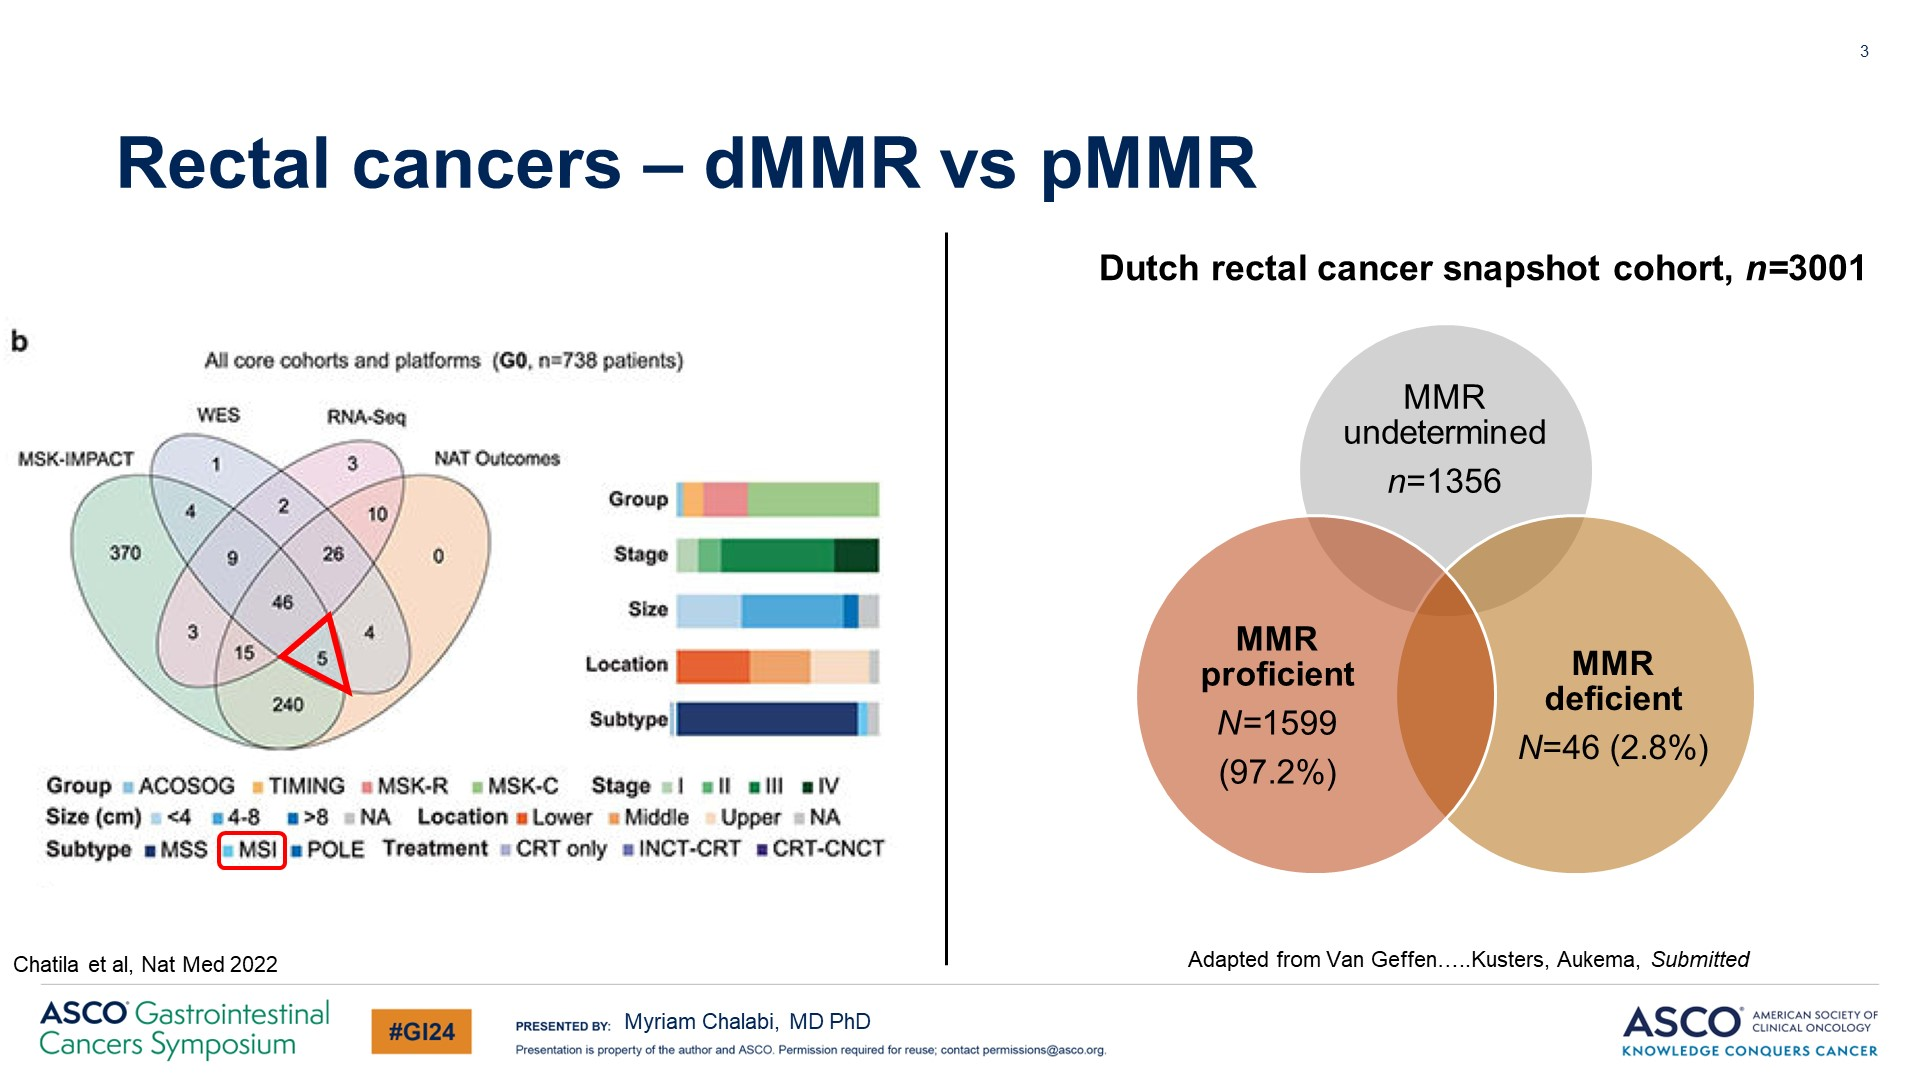 3
Rectal cancers – dMMR vs pMMR
b
All core cohorts and platforms (G0, n=738 patients)
WES
RNA-Seq
MSK-IMPACT
NAT Outcomes
1
3
4
2
10
370
9
26
0
46
3
15
5
4
240
Group
Stage
Size
Location
Subtype
Group ACOSOG TIMING MSK-R MSK-C Stage I II III IV
Size (cm) <4 4-8 >8 NA Location Lower Middle Upper NA
Subtype MSS MSI POLE Treatment CRT only INCT-CRT CRT-CNCT
Chatila et al, Nat Med 2022
Dutch rectal cancer snapshot cohort, n=3001
MMR
undetermined
n=1356
MMR
proficient
N=1599
(97.2%)
MMR
deficient
N=46 (2.8%)
Adapted from Van Geffen…..Kusters, Aukema, Submitted
ASCO Gastrointestinal
Cancers Symposium
#GI24
PRESENTED BY: Myriam Chalabi, MD PhD
Presentation is property of the author and ASCO. Permission required for reuse; contact permissions@asco.org.
ASCO AMERICAN SOCIETY OF
CLINICAL ONCOLOGY
KNOWLEDGE CONQUERS CANCER